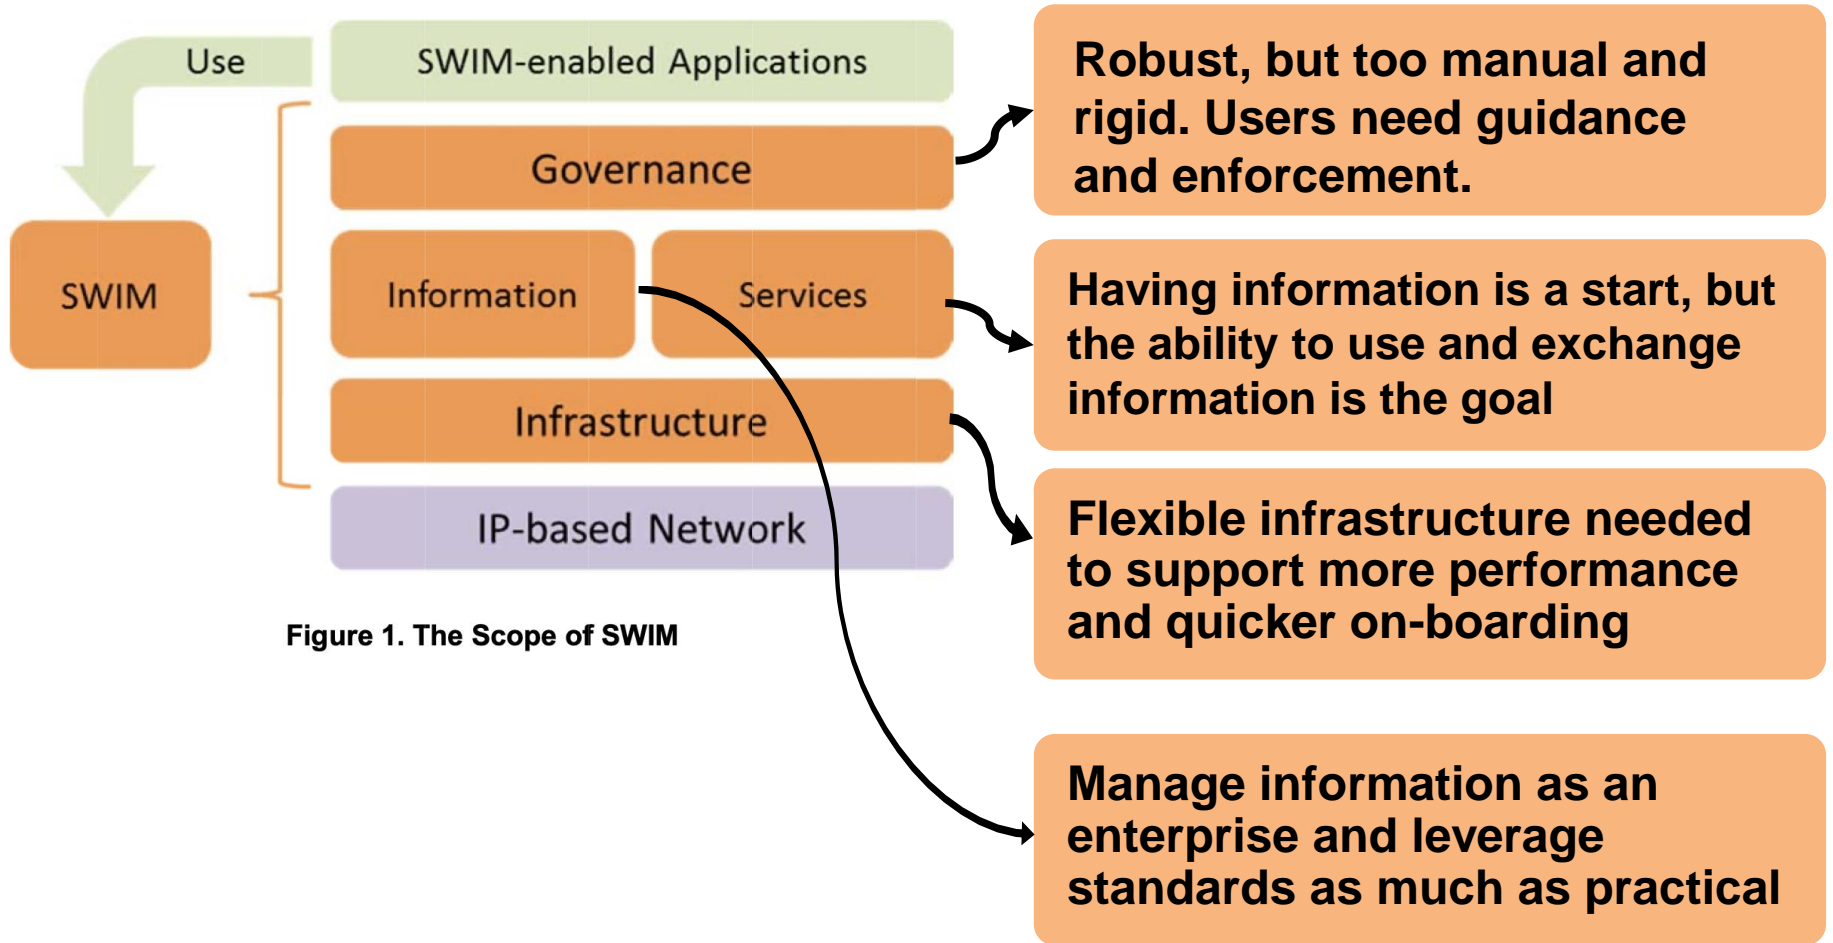 Use
SWIM-enabled Applications
Governance
SWIM
Information
Services
Infrastructure
IP-based Network
Figure 1. The Scope of SWIM
Robust, but too manual and
rigid. Users need guidance
and enforcement.
Having information is a start, but
the ability to use and exchange
information is the goal
Flexible infrastructure needed
to support more performance
and quicker on-boarding
Manage information as an
enterprise and leverage
standards as much as practical